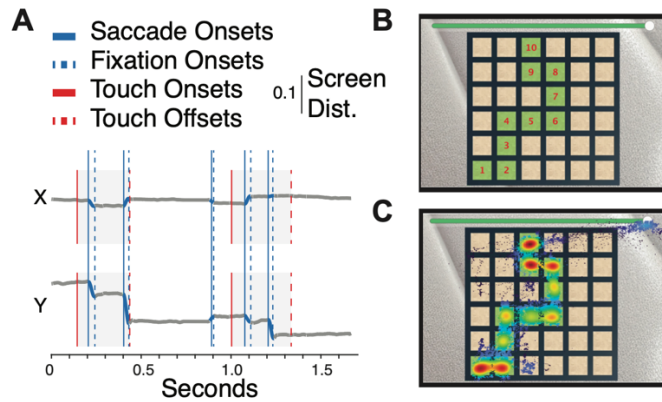 A
Saccade Onsets
Fixation Onsets
Touch Onsets
Touch Offsets
0.1
Screen
Dist.
X
Y
0 0.5 1.0 1.5
Seconds
B
10
9 8
7
4 5 6
3
1 2
C